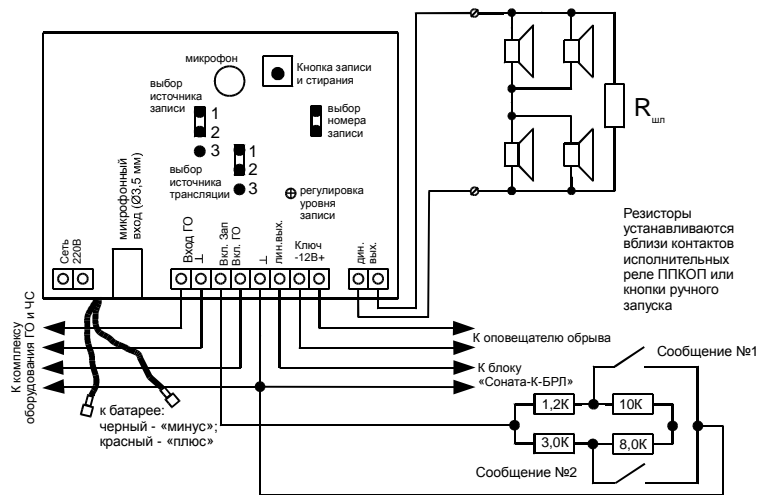 микрофон
Кнопка записи
и стирания
выбор
источника
записи
1
2
3
выбор
номера
записи
1
2
3
выбор
источника
трансляции
регулировка
уровня
записи
микрофонный
вход (Ø3,5 мм)
Сеть
220В
Вход ГО
⊥
Вкл. Зап
Вкл. ГО
⊥
лин.вых.
Ключ
-12В+
дин.
вых.
Rшл
Резисторы
устанавливаются
вблизи контактов
исполнительных
реле ППКОП или
кнопки ручного
запуска
К комплексу
оборудования ГО и ЧС
К оповещателю обрыва
К блоку
«Соната-К-БРЛ»
к батарее:
черный - «минус»;
красный - «плюс»
Сообщение №1
1,2К
10К
3,0К
8,0К
Сообщение №2